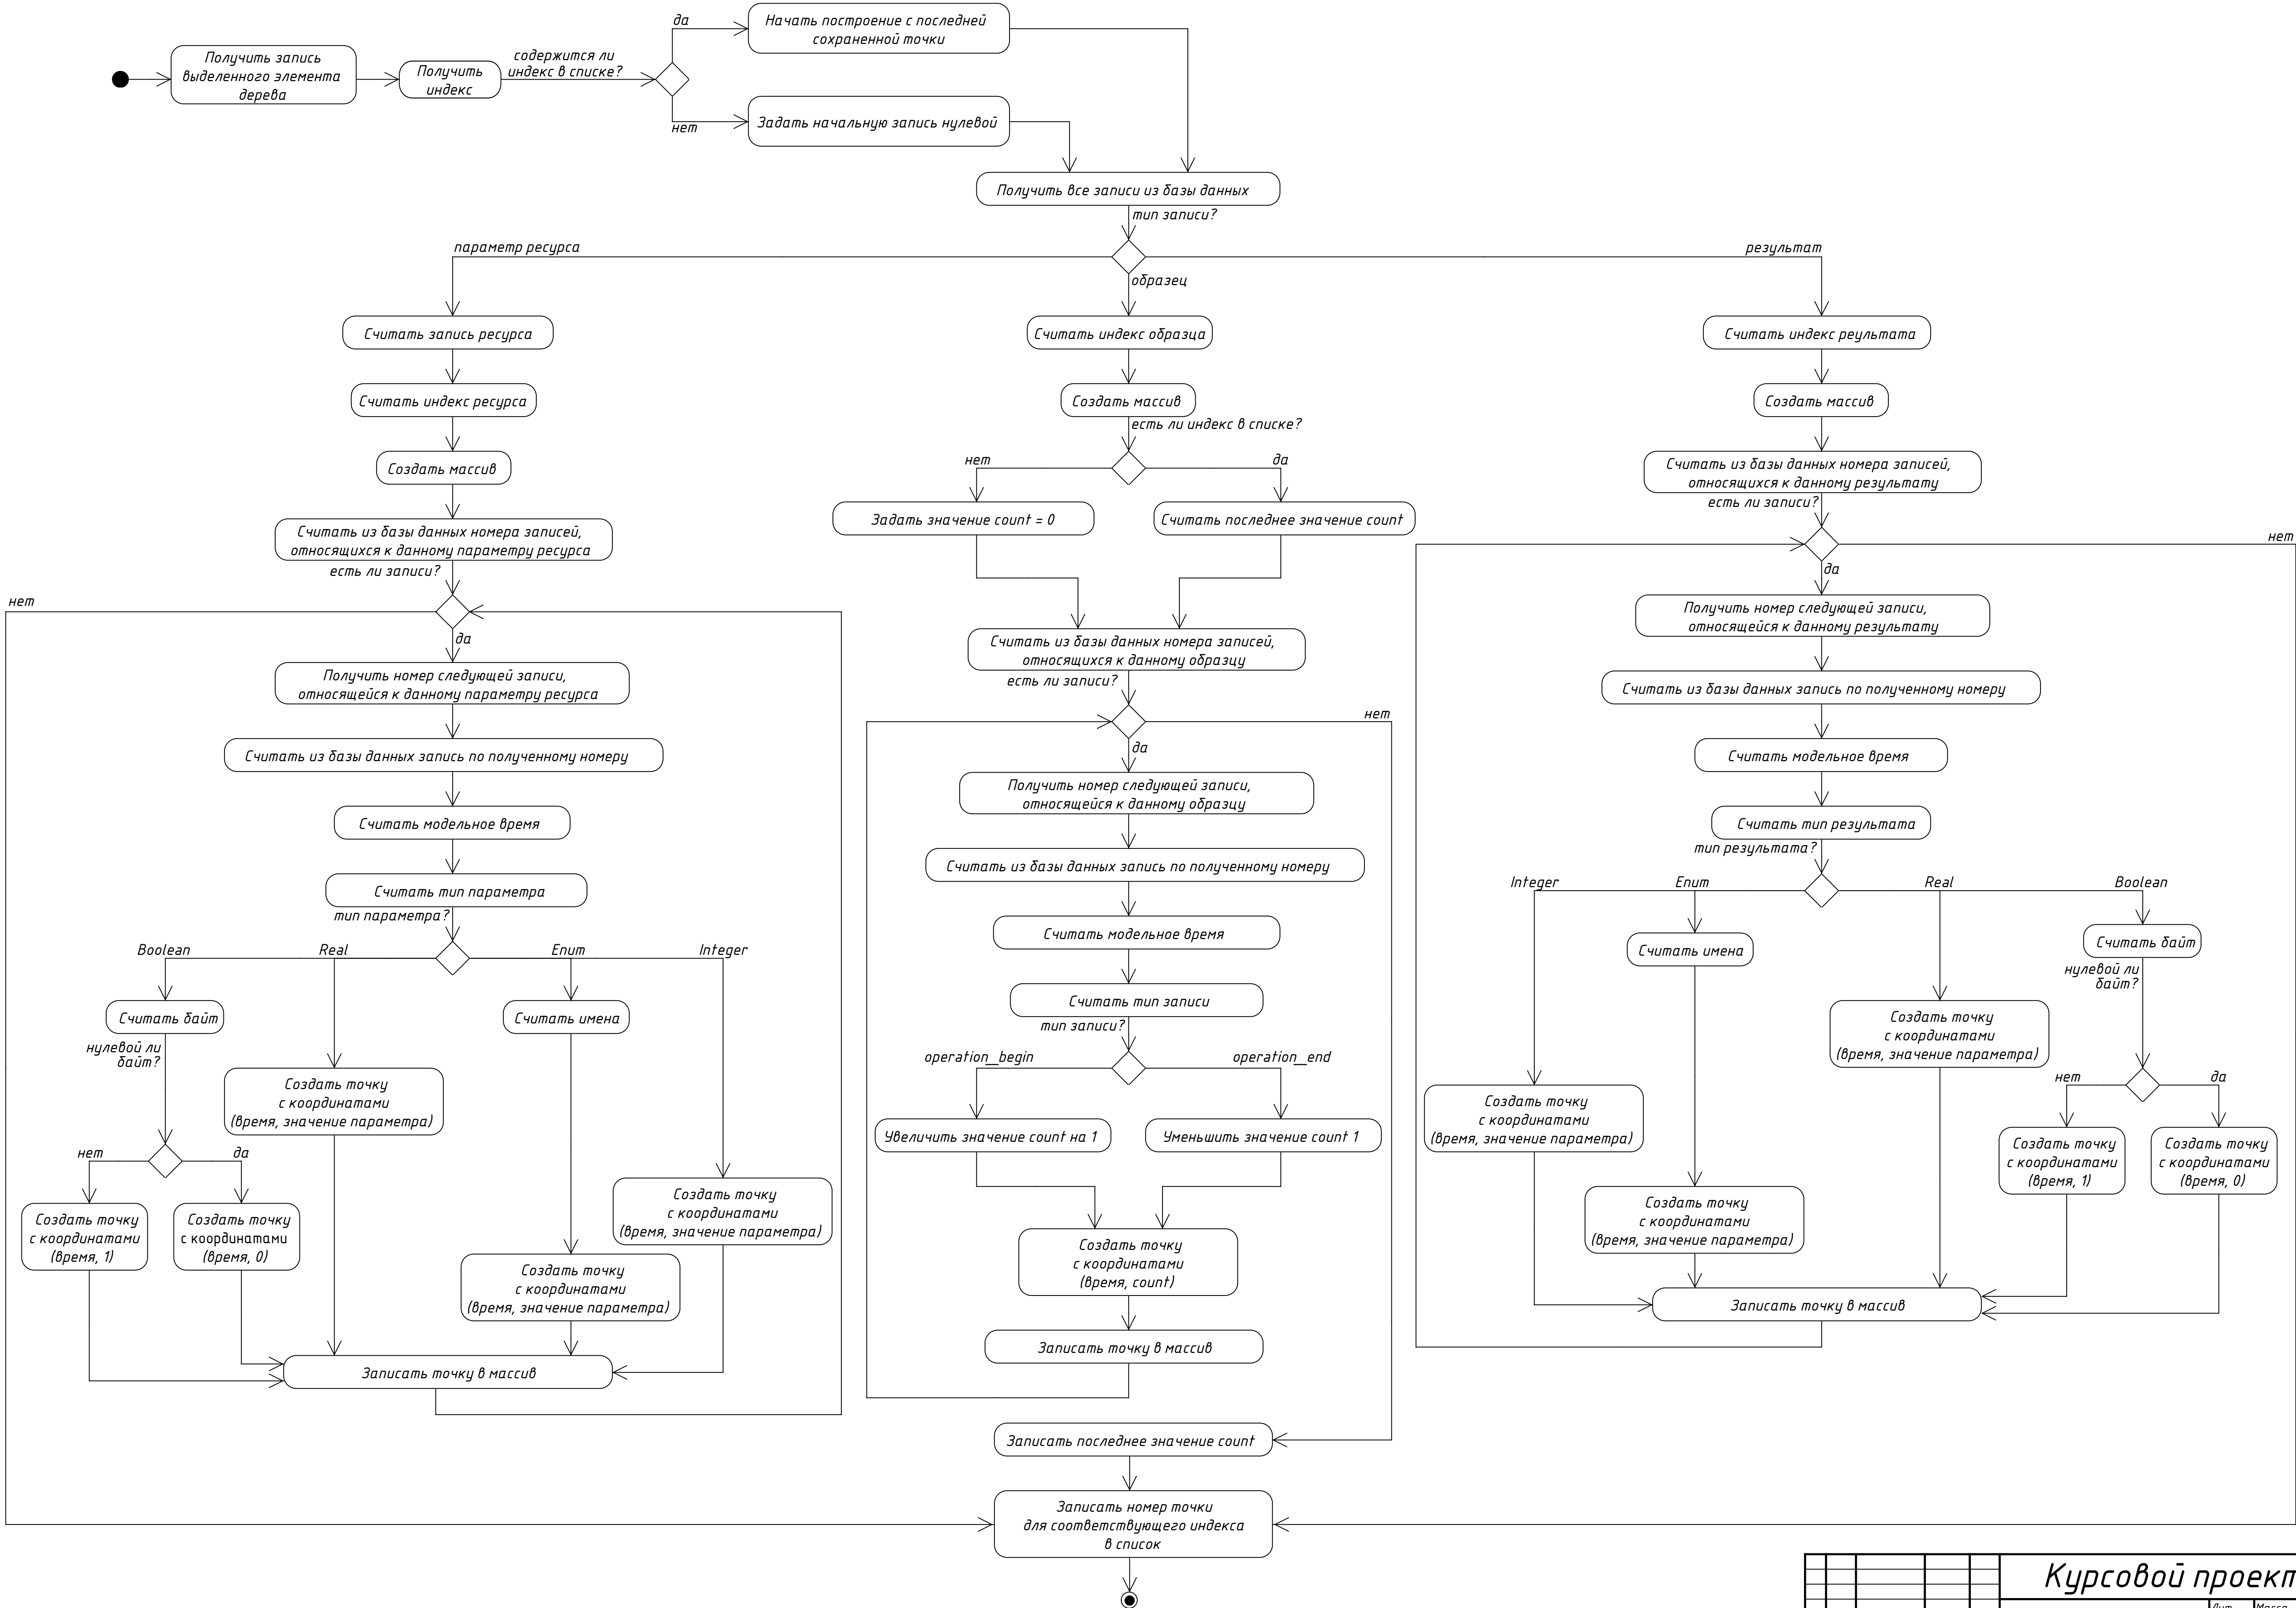 да
Начать построение с последней
сохраненной точки
Получить запись
выделенного элемента
дерева
Получить
индекс
содержится ли
индекс в списке?
нет
Задать начальную запись нулевой
Получить все записи из базы данных
тип записи?
параметр ресурса
образец
результат
Считать запись ресурса
Считать индекс ресурса
Создать массив
Считать из базы данных номера записей,
относящихся к данному параметру ресурса
есть ли записи?
нет
да
Получить номер следующей записи,
относящейся к данному параметру ресурса
Считать из базы данных запись по полученному номеру
Считать модельное время
Считать тип параметра
тип параметра?
Boolean
Real
Enum
Integer
Считать байт
Считать имена
нулевой ли
байт?
Создать точку
с координатами
(время, значение параметра)
нет
да
Создать точку
с координатами
(время, 1)
Создать точку
с координатами
(время, 0)
Создать точку
с координатами
(время, значение параметра)
Создать точку
с координатами
(время, значение параметра)
Записать точку в массив
Считать индекс образца
Создать массив
есть ли индекс в списке?
нет
да
Задать значение count = 0
Считать последнее значение count
Считать из базы данных номера записей,
относящихся к данному образцу
есть ли записи?
нет
да
Получить номер следующей записи,
относящейся к данному образцу
Считать из базы данных запись по полученному номеру
Считать модельное время
Считать тип записи
тип записи?
operation_begin
operation_end
Увеличить значение count на 1
Уменьшить значение count 1
Создать точку
с координатами
(время, count)
Записать точку в массив
Считать индекс реультата
Создать массив
Считать из базы данных номера записей,
относящихся к данному результату
есть ли записи?
нет
да
Получить номер следующей записи,
относящейся к данному результату
Считать из базы данных запись по полученному номеру
Считать модельное время
Считать тип результата
тип результата?
Integer
Enum
Real
Boolean
Считать имена
Считать байт
нулевой ли
байт?
Создать точку
с координатами
(время, значение параметра)
нет
да
Создать точку
с координатами
(время, значение параметра)
Создать точку
с координатами
(время, 1)
Создать точку
с координатами
(время, 0)
Создать точку
с координатами
(время, значение параметра)
Записать точку в массив
Записать последнее значение count
Записать номер точки
для соответствующего индекса
в список
Курсовой проект
Лит Масса